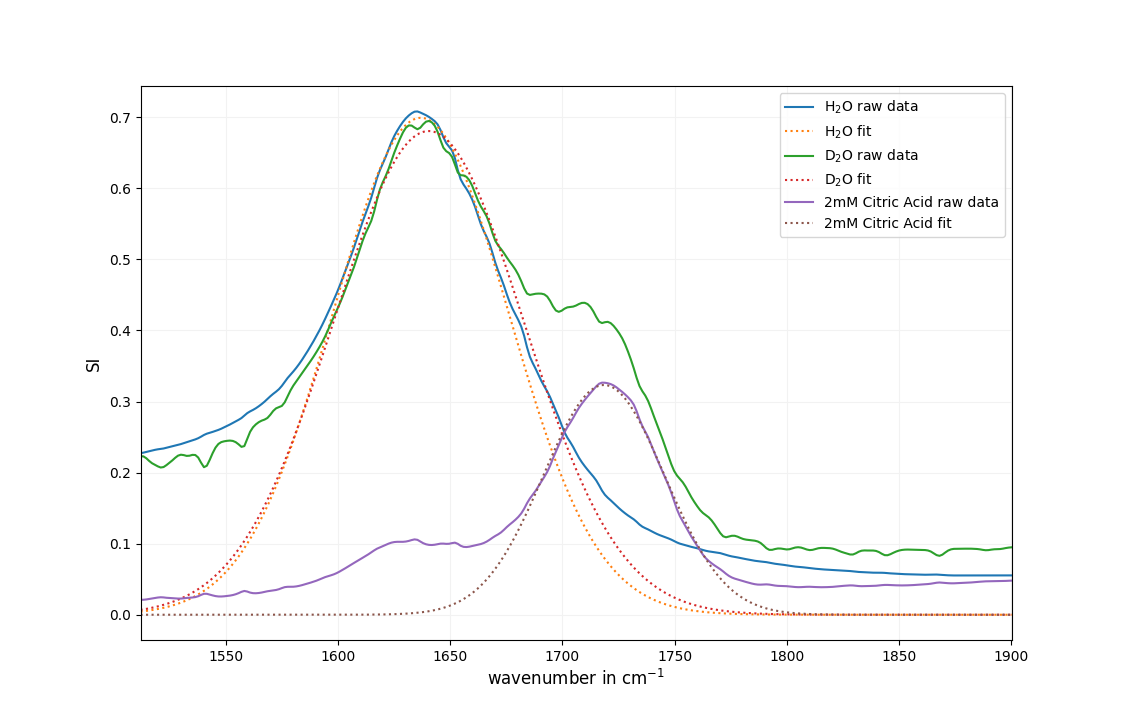 H₂O raw data
H₂O fit
D₂O raw data
D₂O fit
2mM Citric Acid raw data
2mM Citric Acid fit
0.7
0.6
0.5
0.4
0.3
0.2
0.1
0.0
SI
1550 1600 1650 1700 1750 1800 1850 1900
wavenumber in cm⁻¹